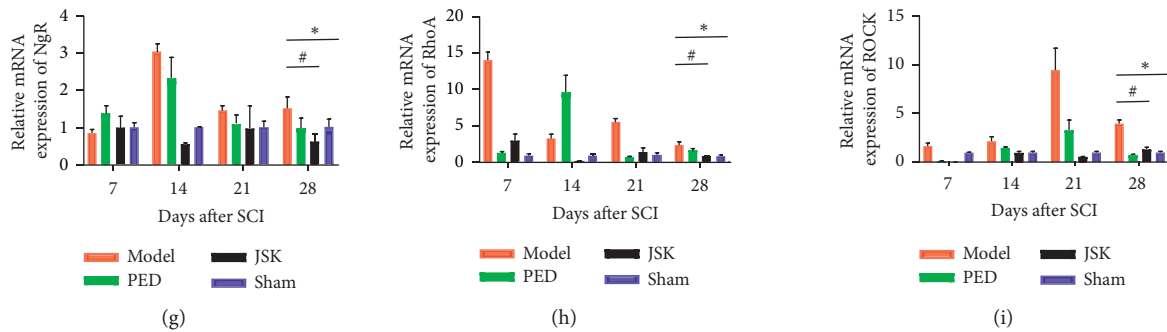 Relative mRNA
expression of NgR
4
3
2
1
0
*
#
7 14 21 28
Days after SCI
Model JSK
PED Sham
(g)
Relative mRNA
expression of RhoA
20
15
10
5
0
*
#
7 14 21 28
Days after SCI
Model JSK
PED Sham
(h)
Relative mRNA
expression of ROCK
15
10
5
0
*
#
7 14 21 28
Days after SCI
Model JSK
PED Sham
(i)